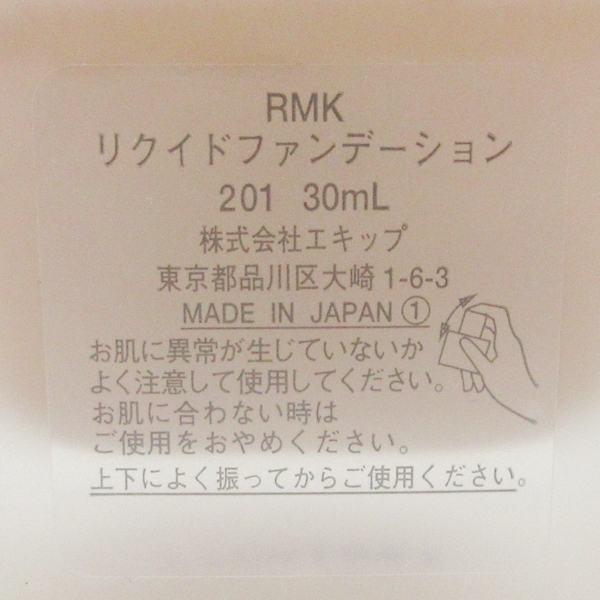 RMK
リクイドファンデーション
201 30mL
株式会社エキップ
東京都品川区大崎1-6-3
MADE IN JAPAN ①
お肌に異常が生じていないか
よく注意して使用してください。
お肌に合わない時は
ご使用をおやめください。
上下によく振ってからご使用ください。